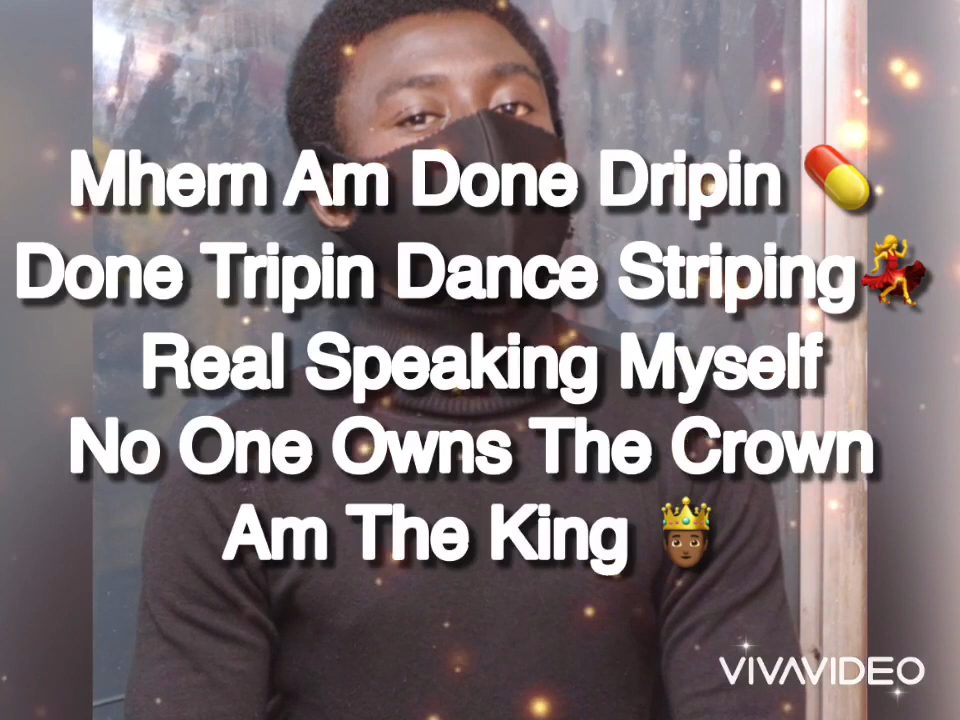 Mhern Am Done Dripin 💊
Done Tripin Dance Striping💃
Real Speaking Myself
No One Owns The Crown
Am The King 🤴🏾
VIVAVIDEO